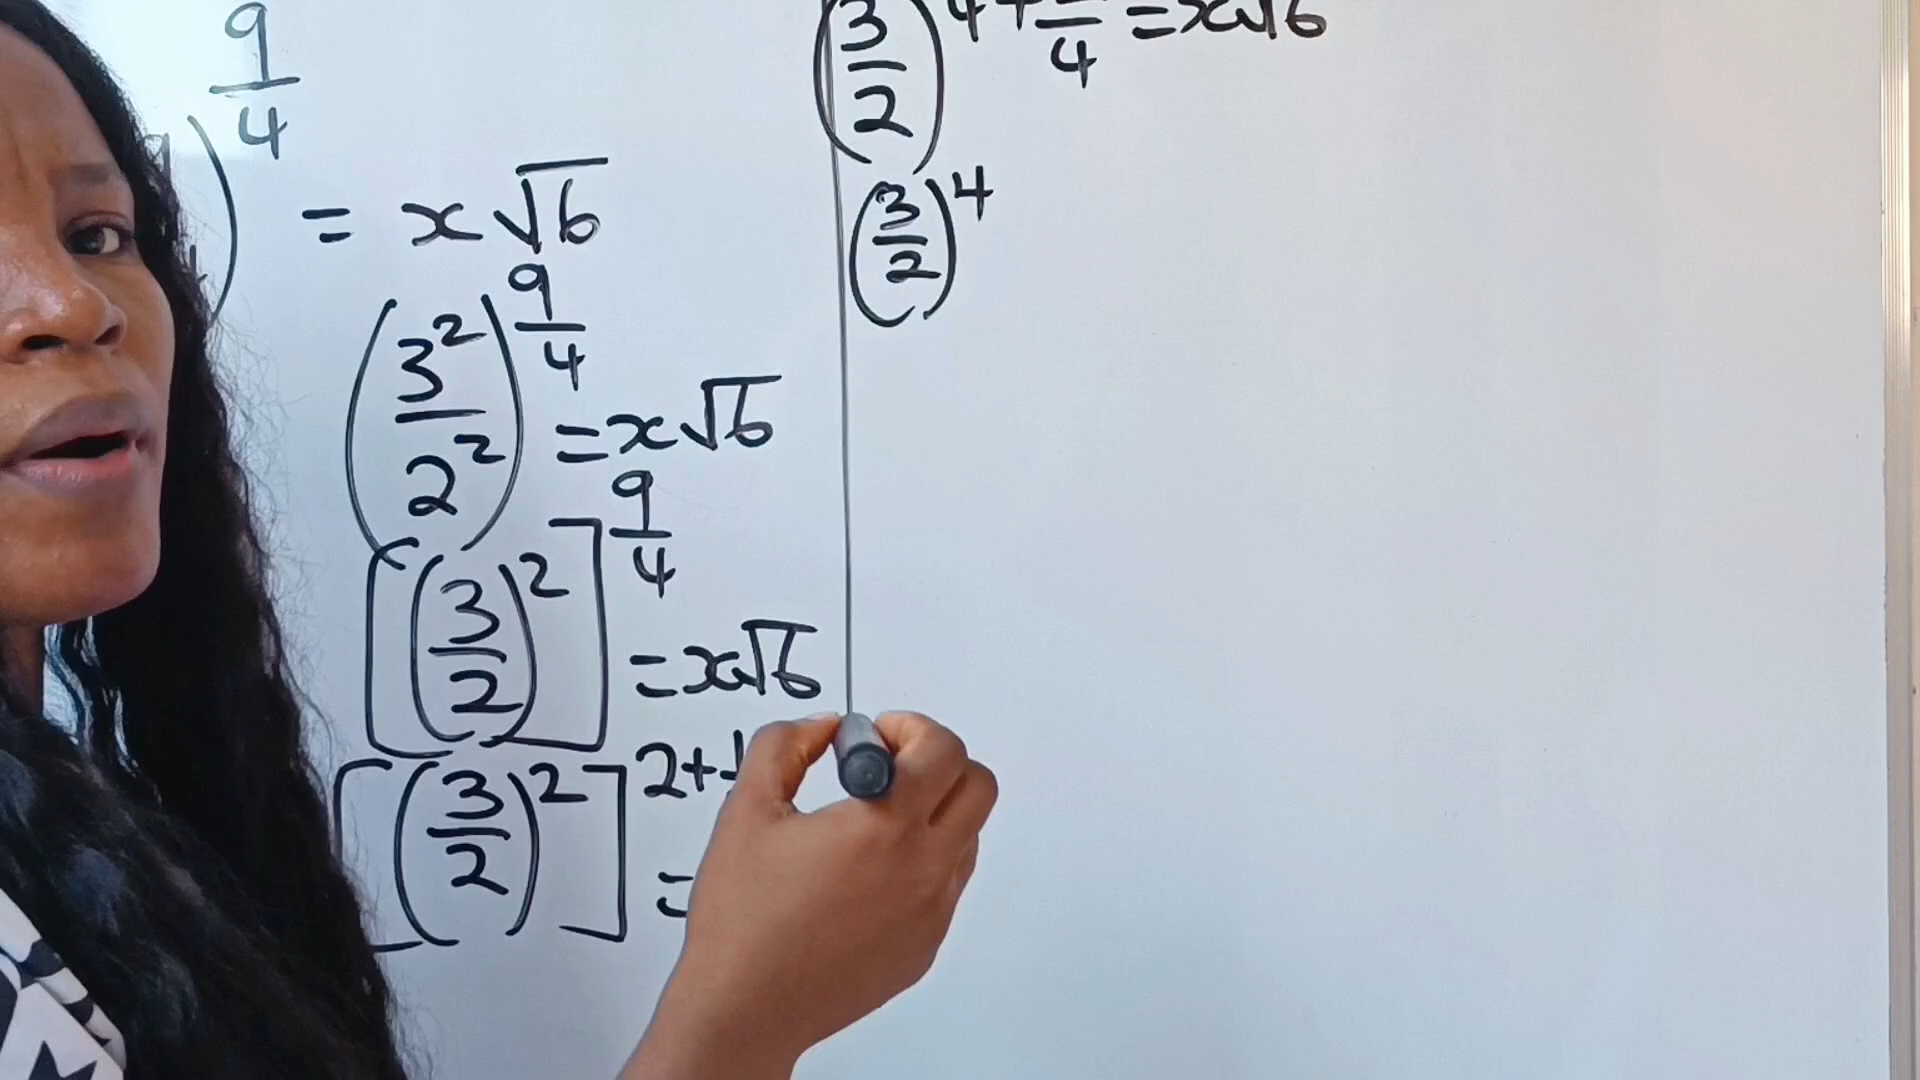 ( )^9/4 = x√6
(3²/2²)^9/4 = x√6
[(3/2)²]^9/4 = x√6
[(3/2)²]^2+
=
(3/2)^4+ /4 = x√6
(3/2)^4